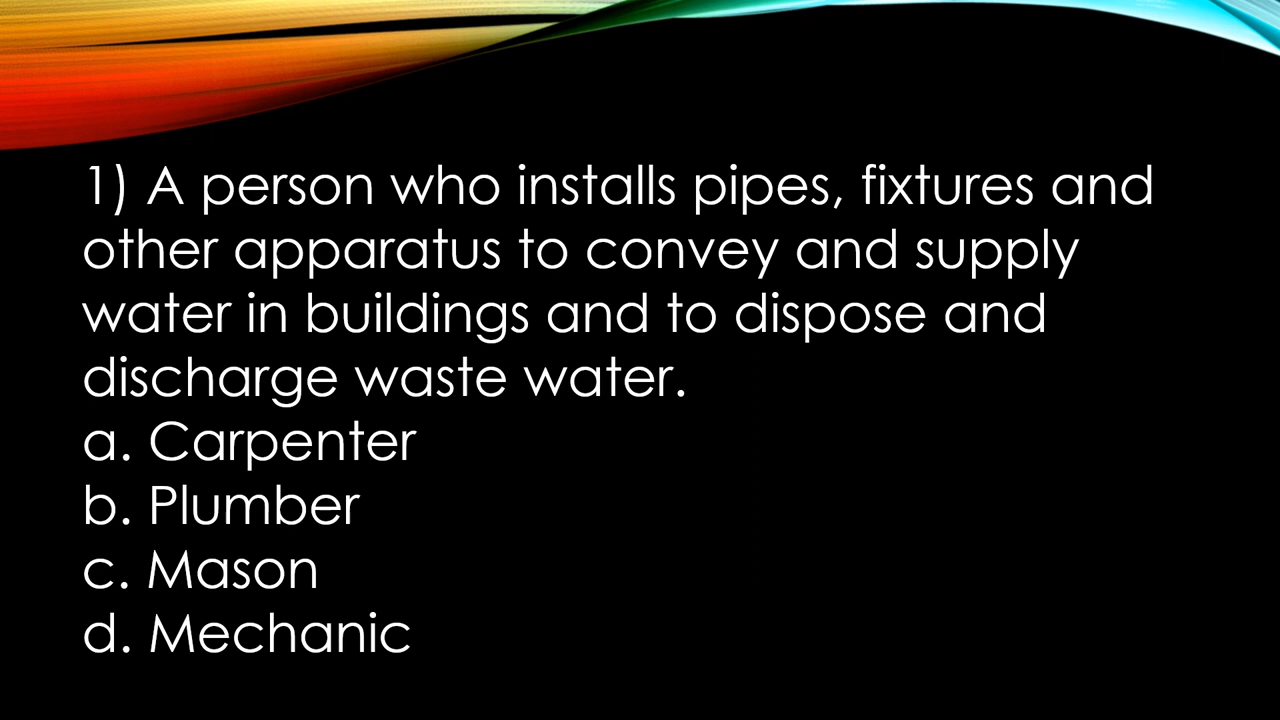 1) A person who installs pipes, fixtures and
other apparatus to convey and supply
water in buildings and to dispose and
discharge waste water.
a. Carpenter
b. Plumber
c. Mason
d. Mechanic